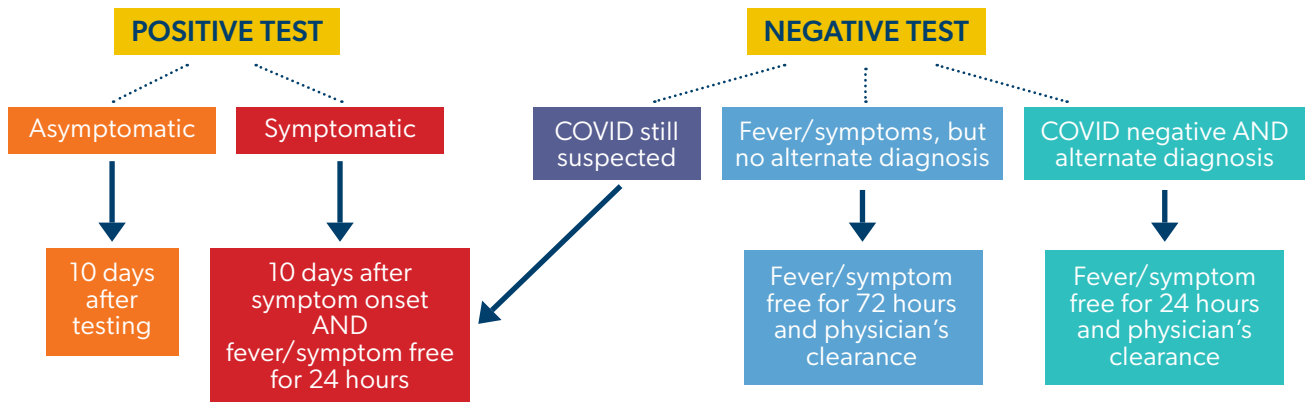 POSITIVE TEST
NEGATIVE TEST
Asymptomatic
Symptomatic
COVID still
suspected
Fever/symptoms, but
no alternate diagnosis
COVID negative AND
alternate diagnosis
10 days
after
testing
10 days after
symptom onset
AND
fever/symptom free
for 24 hours
Fever/symptom
free for 72 hours
and physician’s
clearance
Fever/symptom
free for 24 hours
and physician’s
clearance